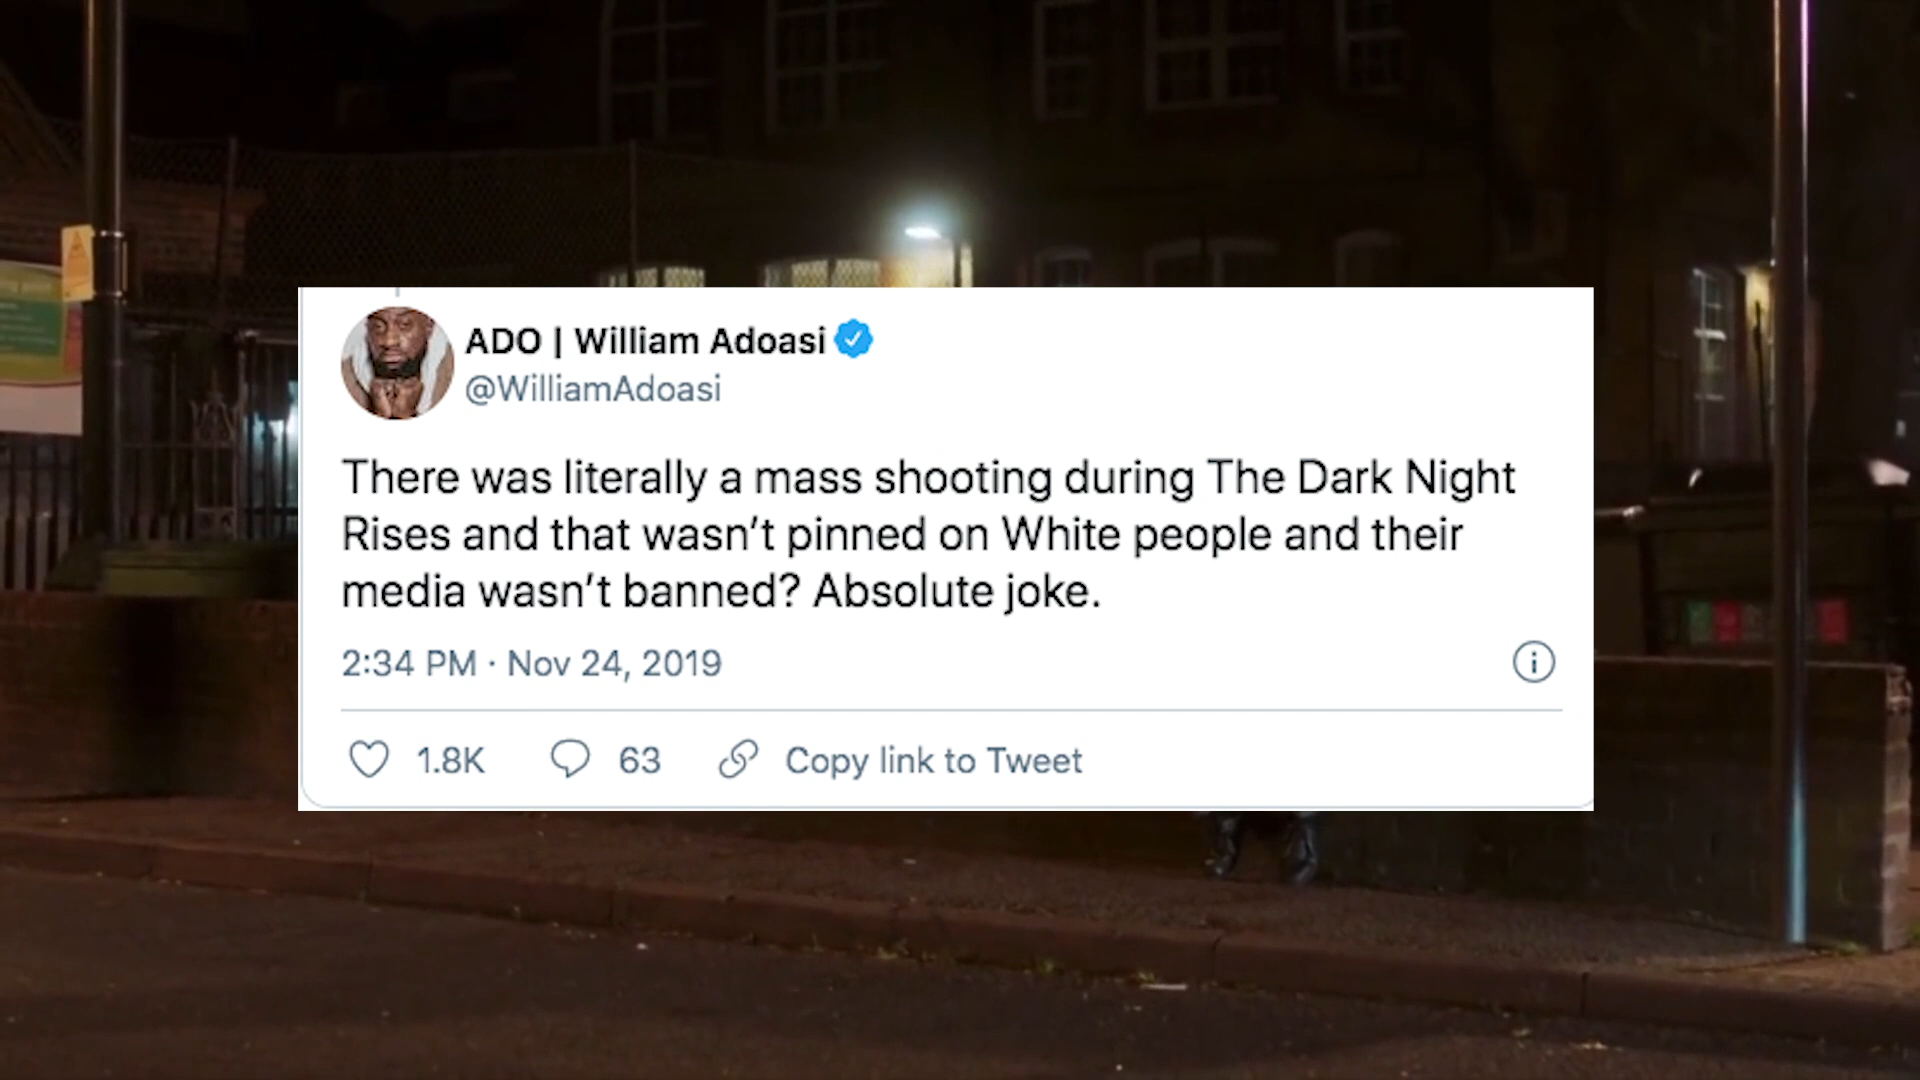 ADO | William Adoasi
@WilliamAdoasi
There was literally a mass shooting during The Dark Night
Rises and that wasn't pinned on White people and their
media wasn't banned? Absolute joke.
2:34 PM · Nov 24, 2019
1.8K 63 Copy link to Tweet